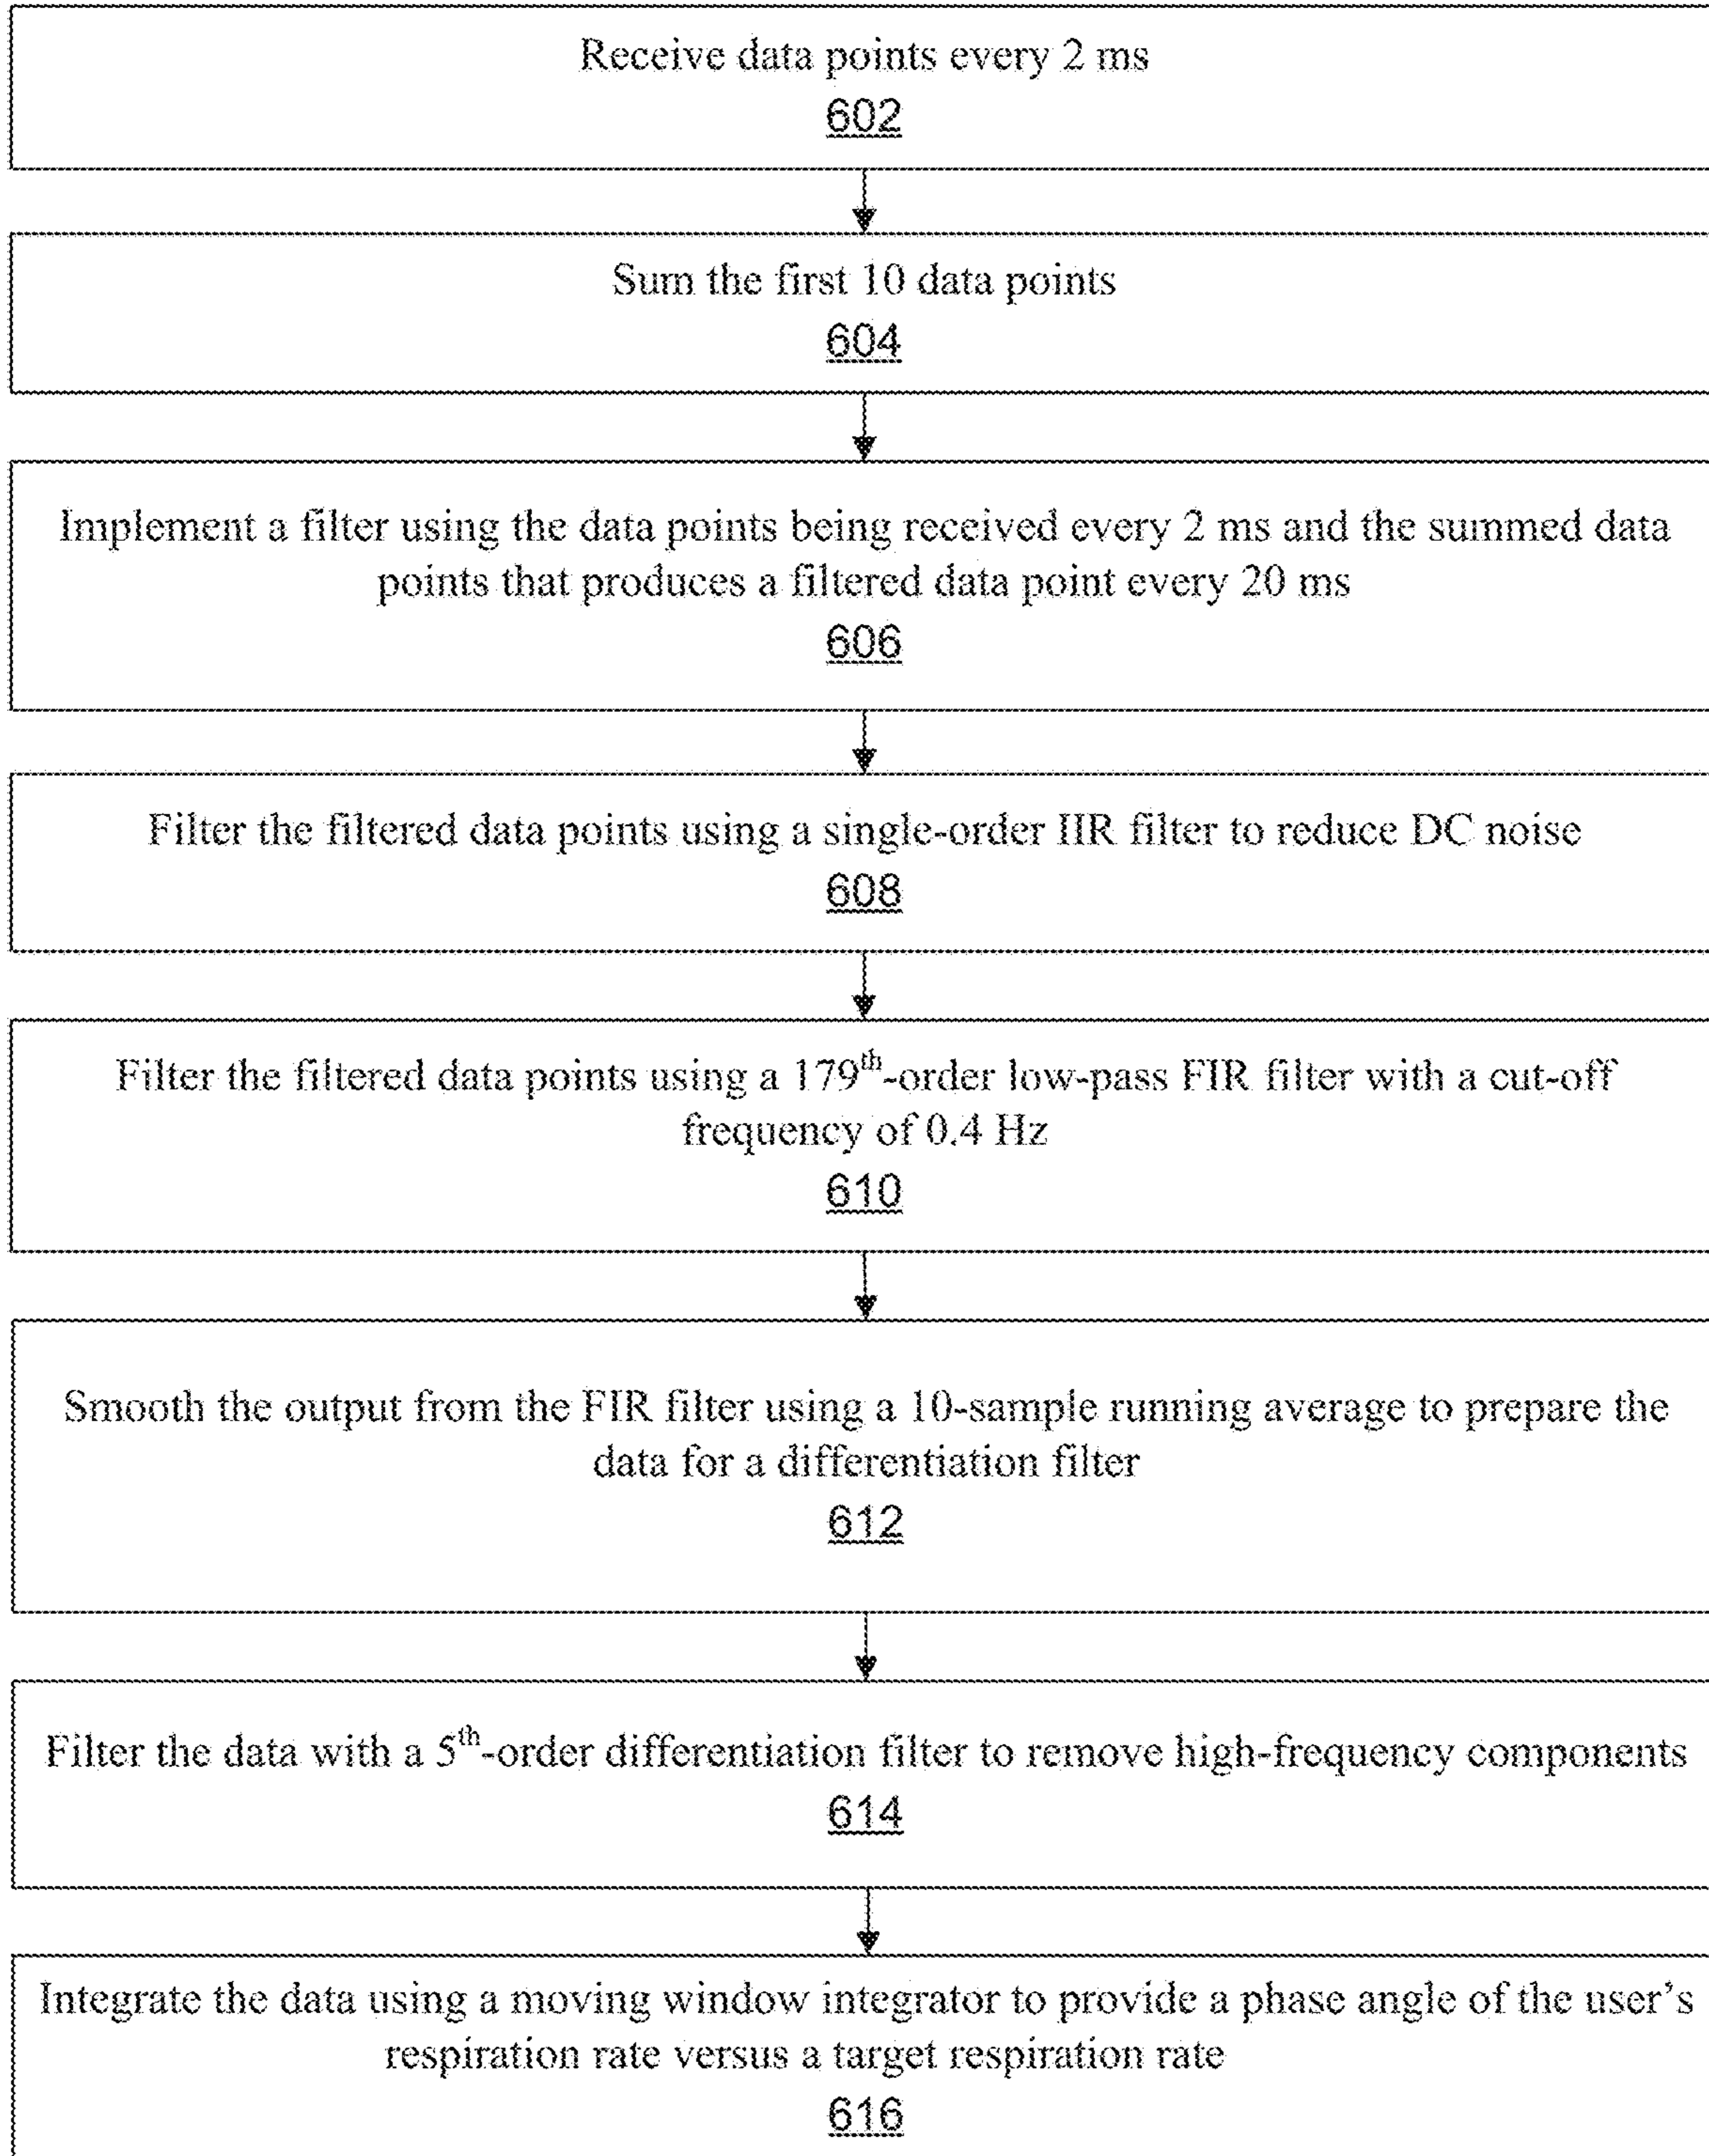 Receive data points every 2 ms
602
Sum the first 10 data points
604
Implement a filter using the data points being received every 2 ms and the summed data
points that produces a filtered data point every 20 ms
606
Filter the filtered data points using a single-order IIR filter to reduce DC noise
608
Filter the filtered data points using a 179th-order low-pass FIR filter with a cut-off
frequency of 0.4 Hz
610
Smooth the output from the FIR filter using a 10-sample running average to prepare the
data for a differentiation filter
612
Filter the data with a 5th-order differentiation filter to remove high-frequency components
614
Integrate the data using a moving window integrator to provide a phase angle of the user's
respiration rate versus a target respiration rate
616